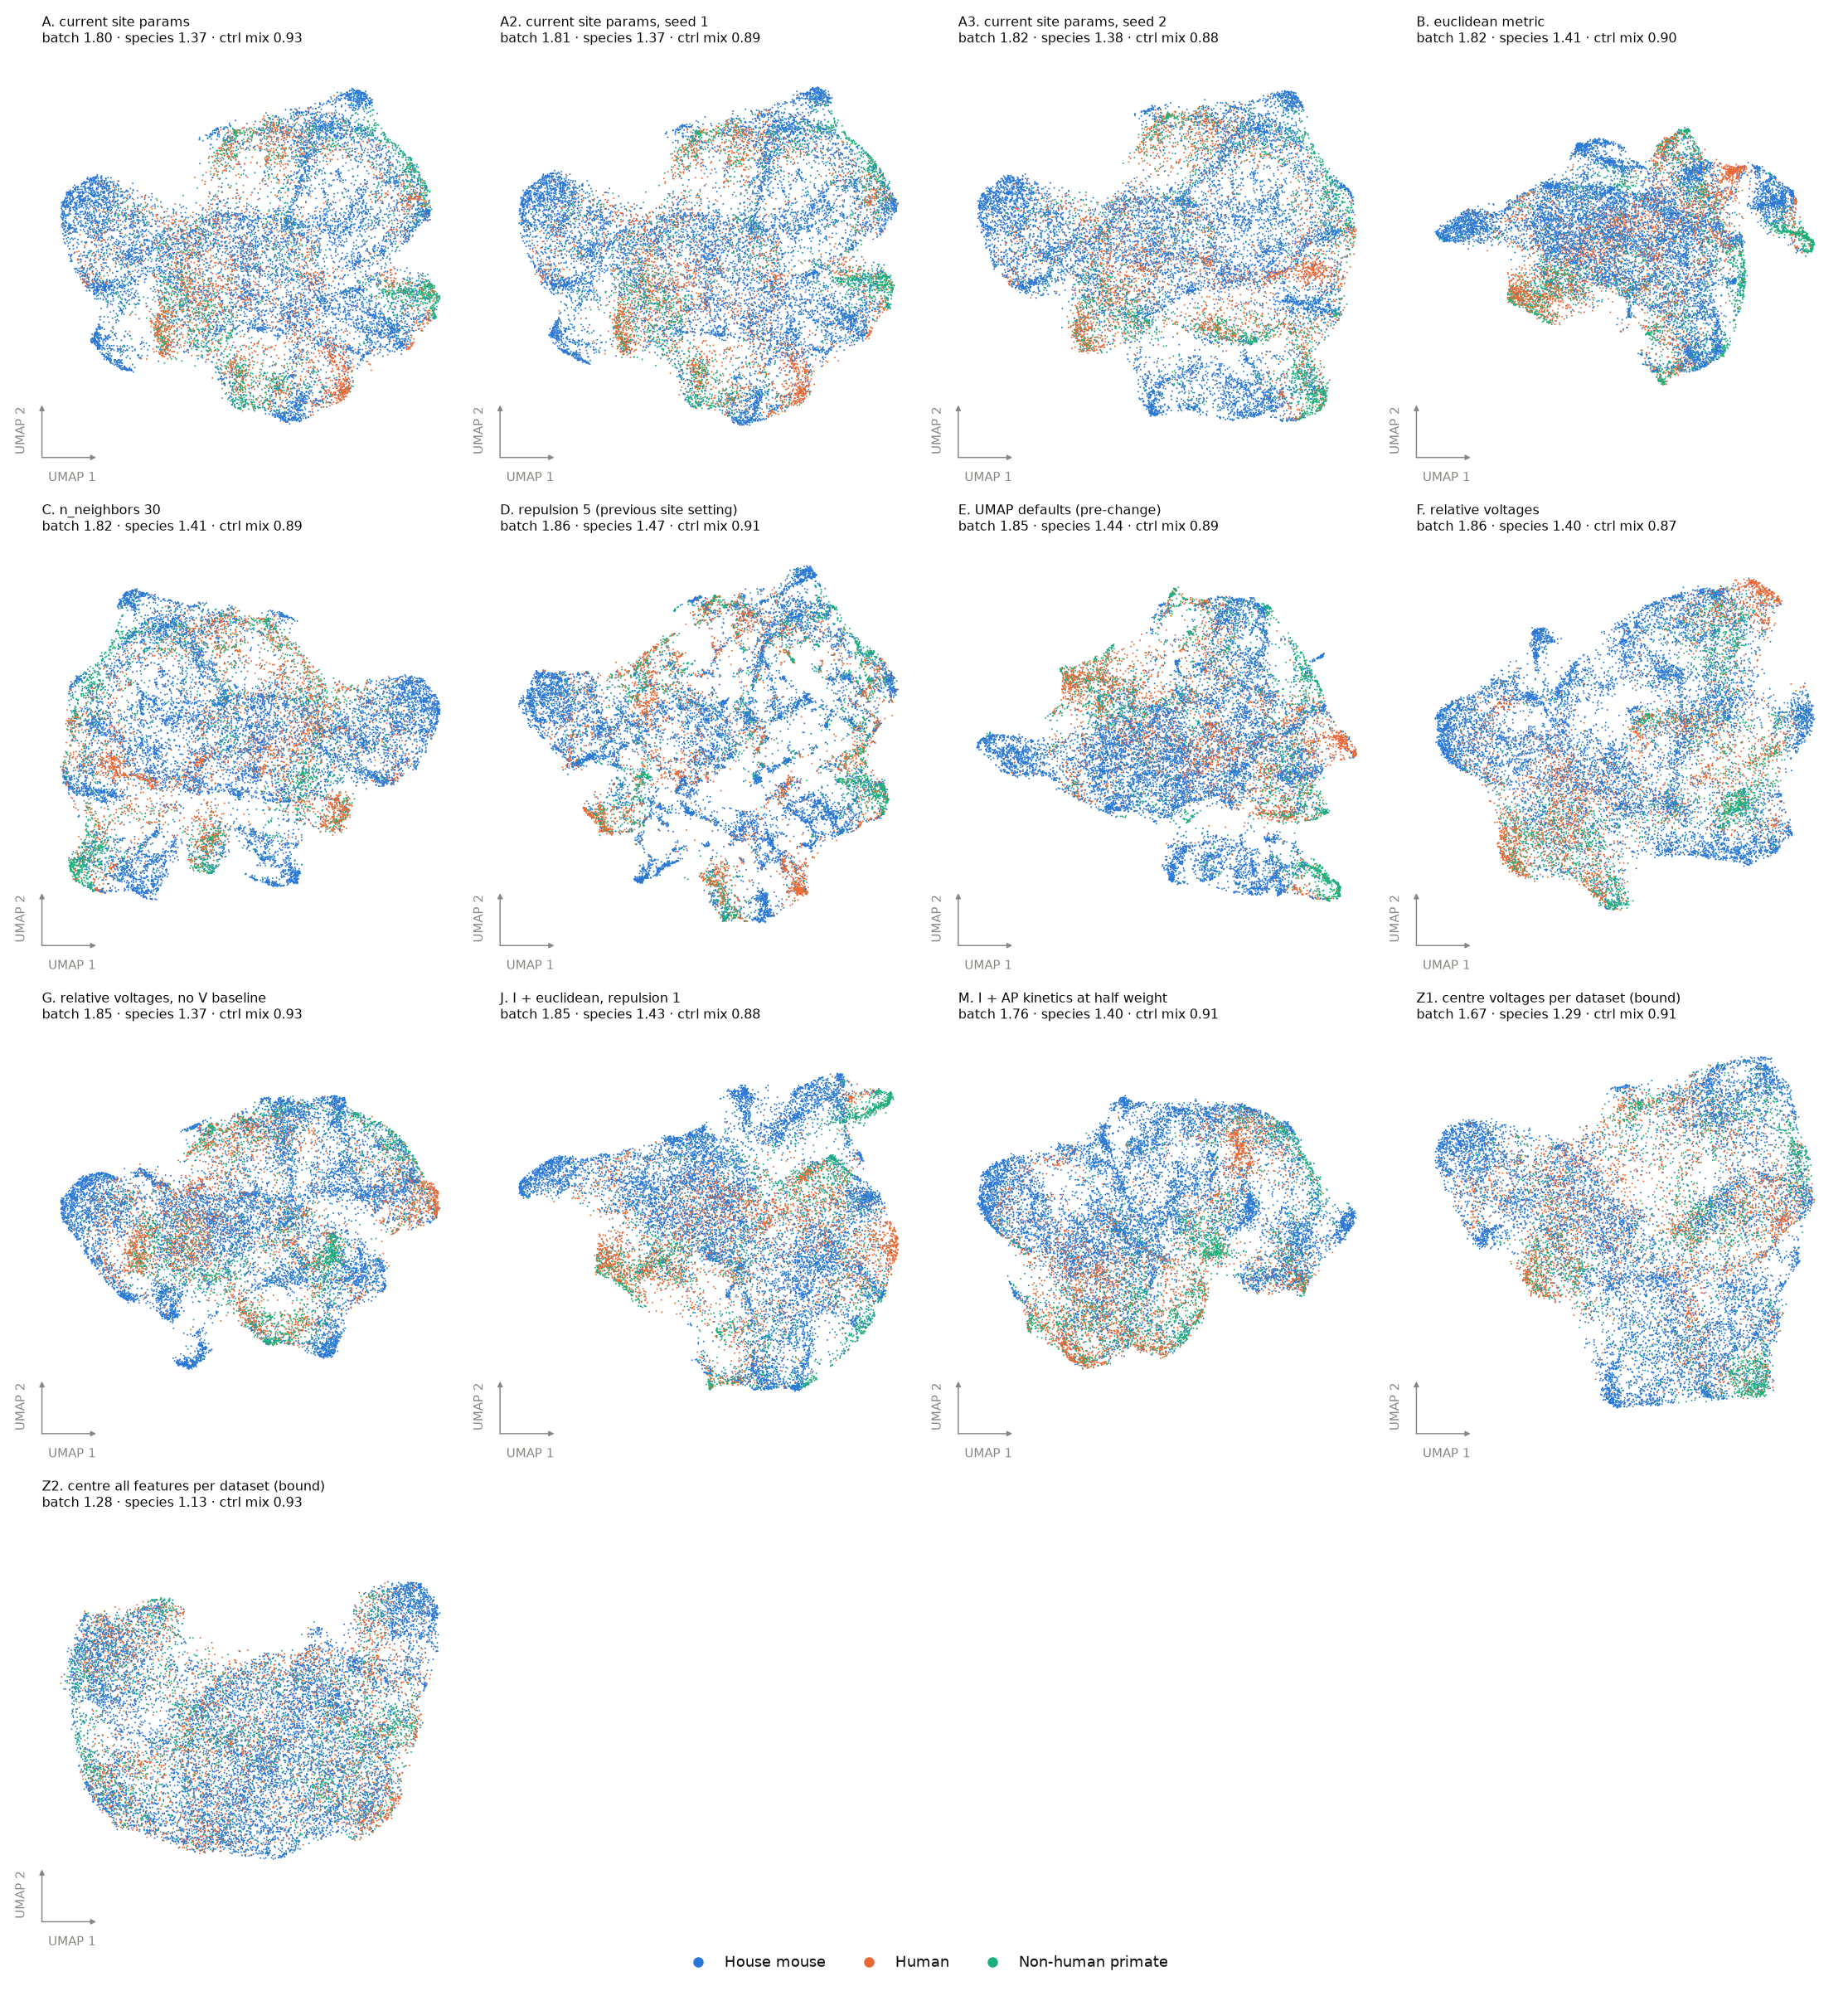 A. current site params
batch 1.80 · species 1.37 · ctrl mix 0.93
A2. current site params, seed 1
batch 1.81 · species 1.37 · ctrl mix 0.89
A3. current site params, seed 2
batch 1.82 · species 1.38 · ctrl mix 0.88
B. euclidean metric
batch 1.82 · species 1.41 · ctrl mix 0.90
UMAP 2
UMAP 1
UMAP 2
UMAP 1
UMAP 2
UMAP 1
UMAP 2
UMAP 1
C. n_neighbors 30
batch 1.82 · species 1.41 · ctrl mix 0.89
D. repulsion 5 (previous site setting)
batch 1.86 · species 1.47 · ctrl mix 0.91
E. UMAP defaults (pre-change)
batch 1.85 · species 1.44 · ctrl mix 0.89
F. relative voltages
batch 1.86 · species 1.40 · ctrl mix 0.87
UMAP 2
UMAP 1
UMAP 2
UMAP 1
UMAP 2
UMAP 1
UMAP 2
UMAP 1
G. relative voltages, no V baseline
batch 1.85 · species 1.37 · ctrl mix 0.93
J. I + euclidean, repulsion 1
batch 1.85 · species 1.43 · ctrl mix 0.88
M. I + AP kinetics at half weight
batch 1.76 · species 1.40 · ctrl mix 0.91
Z1. centre voltages per dataset (bound)
batch 1.67 · species 1.29 · ctrl mix 0.91
UMAP 2
UMAP 1
UMAP 2
UMAP 1
UMAP 2
UMAP 1
UMAP 2
UMAP 1
Z2. centre all features per dataset (bound)
batch 1.28 · species 1.13 · ctrl mix 0.93
UMAP 2
UMAP 1
House mouse
Human
Non-human primate